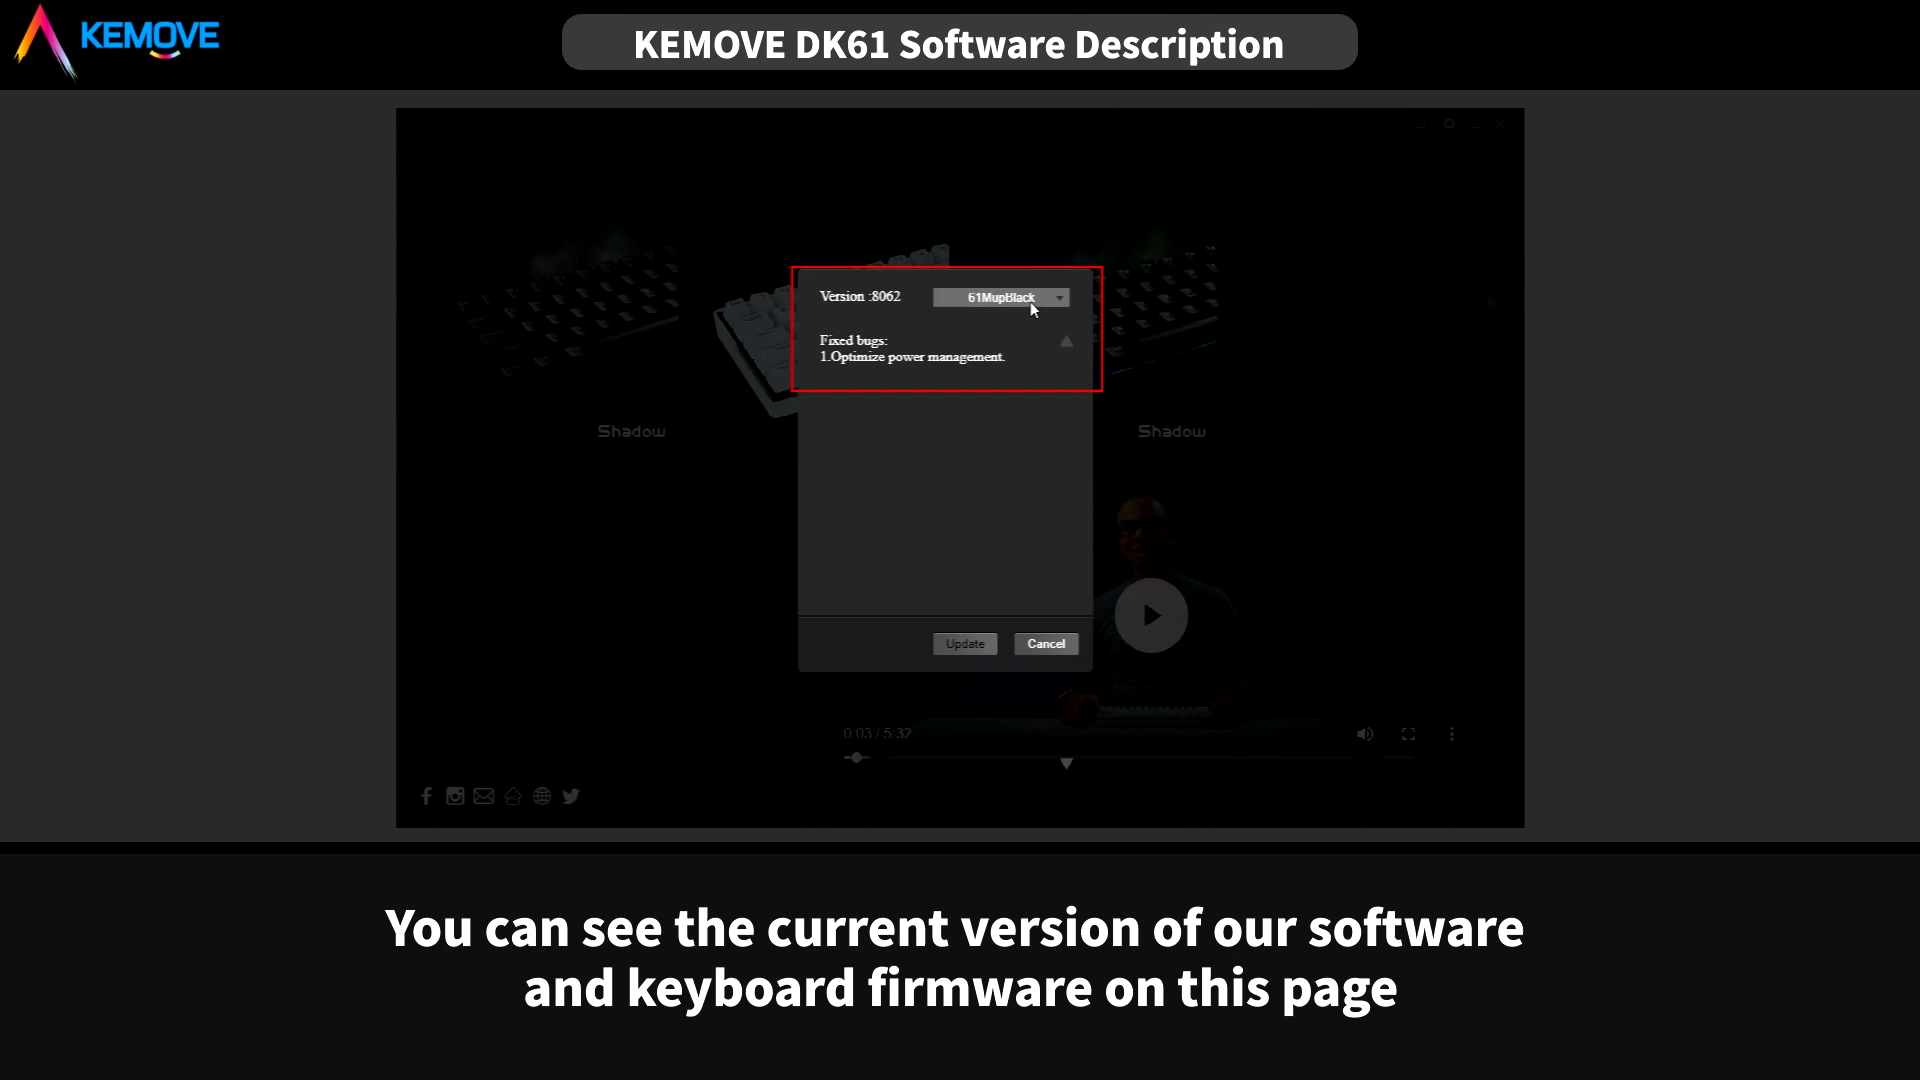 KEMOVE
KEMOVE DK61 Software Description
Version :8062
61MupBlack
Fixed bugs:
1.Optimize power management.
Shadow
Shadow
Update
Cancel
0:03 / 5:32
You can see the current version of our software
and keyboard firmware on this page